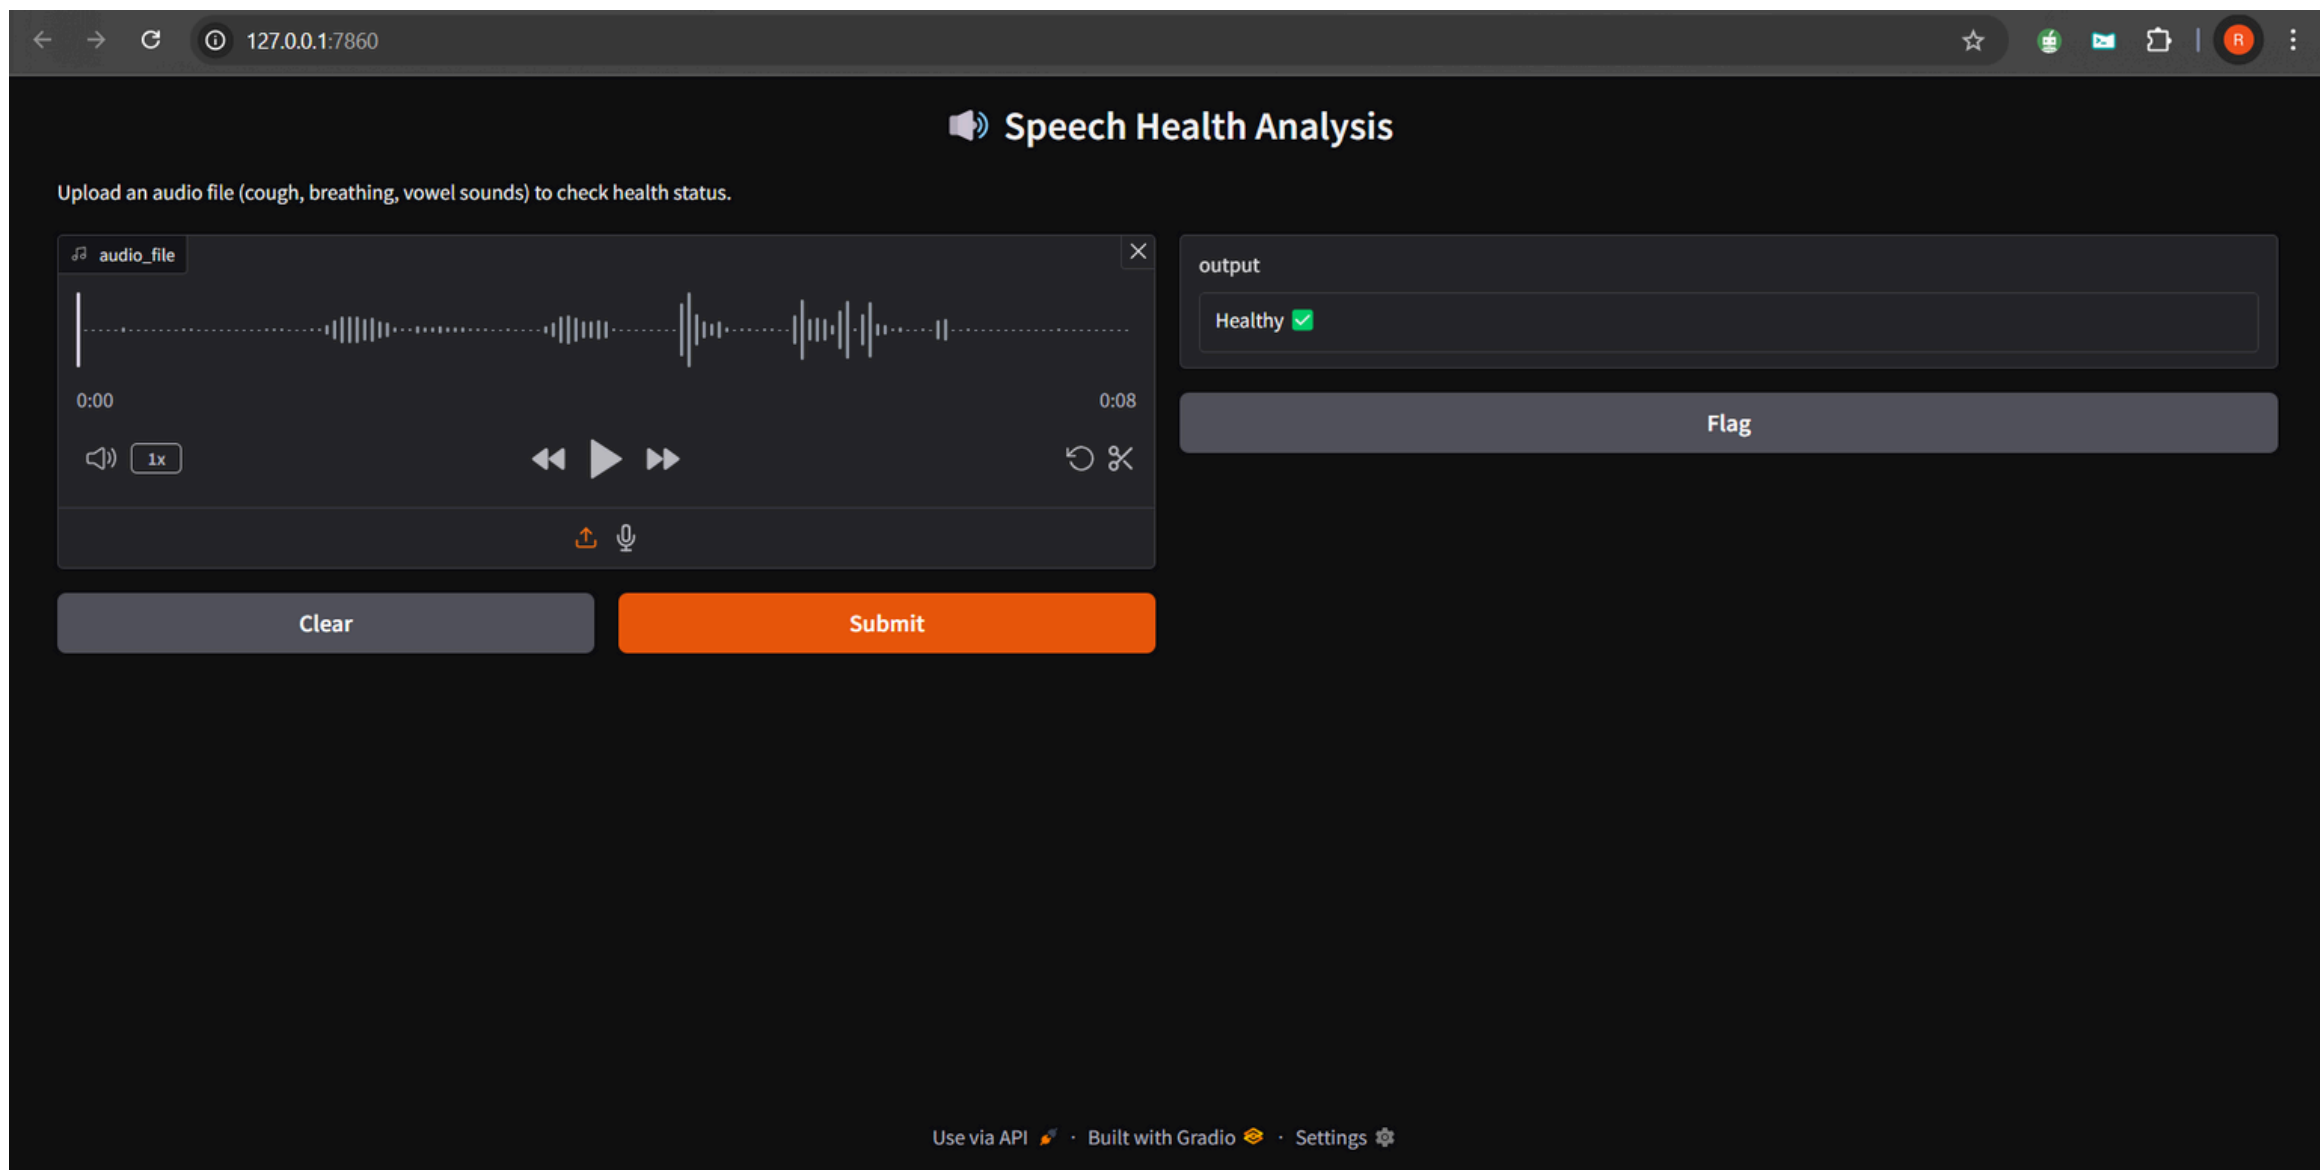 127.0.0.1:7860
R
Speech Health Analysis
Upload an audio file (cough, breathing, vowel sounds) to check health status.
audio_file
0:00
0:08
1x
Clear
Submit
output
Healthy ✅
Flag
Use via API · Built with Gradio · Settings